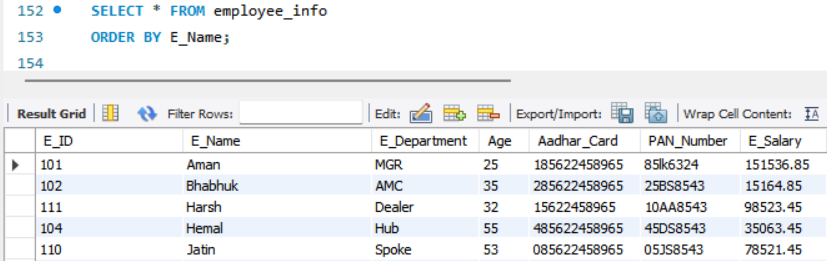 152 SELECT * FROM employee_info
153 ORDER BY E_Name;
154
Result Grid Filter Rows: Edit: Export/Import: Wrap Cell Content: IA
E_ID E_Name E_Department Age Aadhar_Card PAN_Number E_Salary
101 Aman MGR 25 185622458965 85lk6324 151536.85
102 Bhabhuk AMC 35 285622458965 25BS8543 15164.85
111 Harsh Dealer 32 15622458965 10AA8543 98523.45
104 Hemal Hub 55 485622458965 45DS8543 35063.45
110 Jatin Spoke 53 085622458965 05JS8543 78521.45